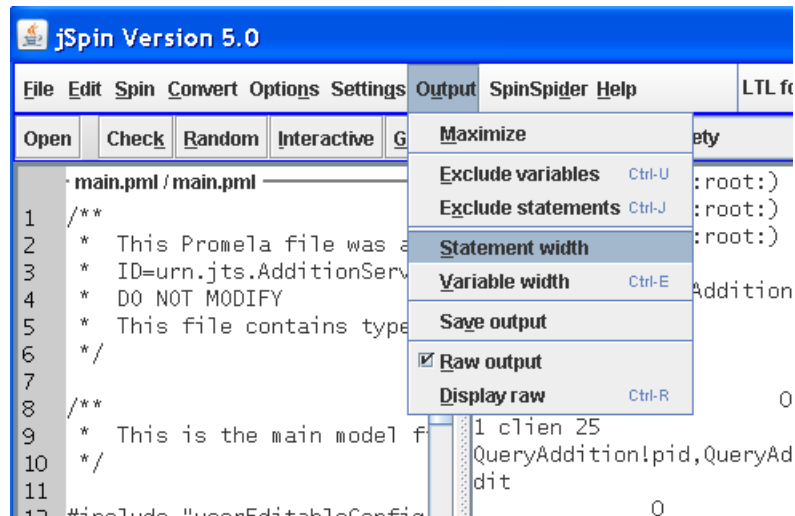 jSpin Version 5.0
File Edit Spin Convert Options Settings Output SpinSpider Help LTL fo
Open Check Random Interactive G ety
Maximize
Exclude variables Ctrl-U
Exclude statements Ctrl-J
Statement width
Variable width Ctrl-E
Save output
Raw output
Display raw Ctrl-R
main.pml / main.pml
1 /**
2 * This Promela file was a
3 * ID=urn.jts.AdditionServ
4 * DO NOT MODIFY
5 * This file contains type
6 */
7
8 /**
9 * This is the main model f
10 */
11
#include "userEditableConfig
:root:)
:root:)
:root:)
Addition
0
1 clien 25
QueryAddition!pid,QueryAd
dit
0